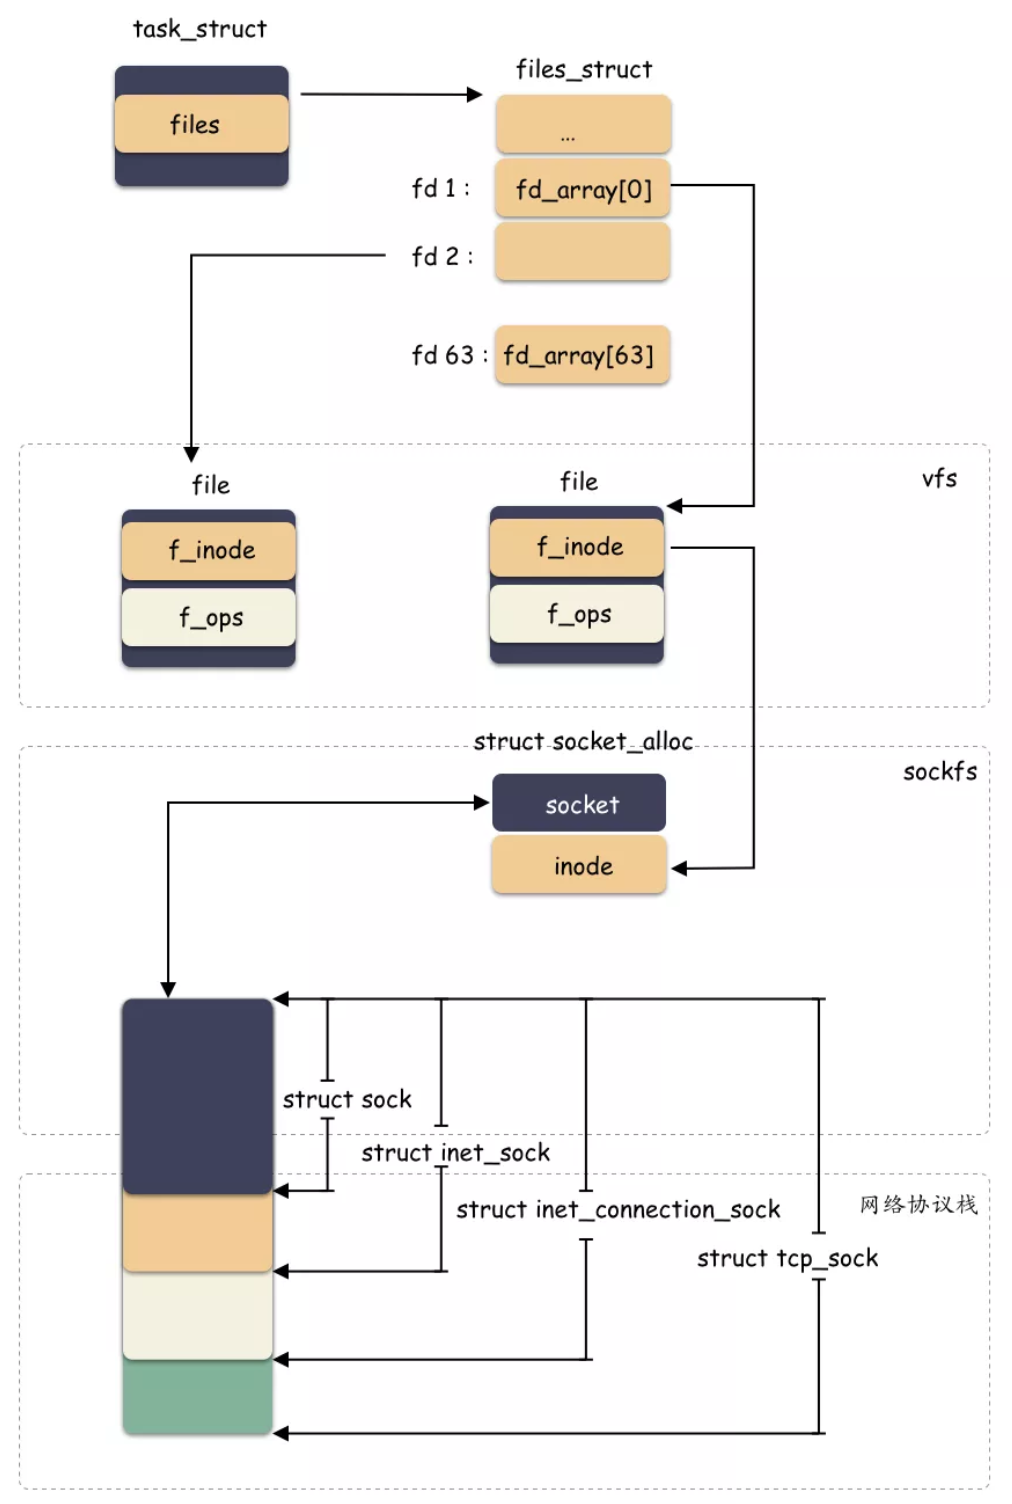 task_struct
files_struct
files
...
fd 1 :
fd_array[0]
fd 2 :
fd 63 :
fd_array[63]
vfs
file
file
f_inode
f_inode
f_ops
f_ops
struct socket_alloc
sockfs
socket
inode
struct sock
struct inet_sock
网络协议栈
struct inet_connection_sock
struct tcp_sock